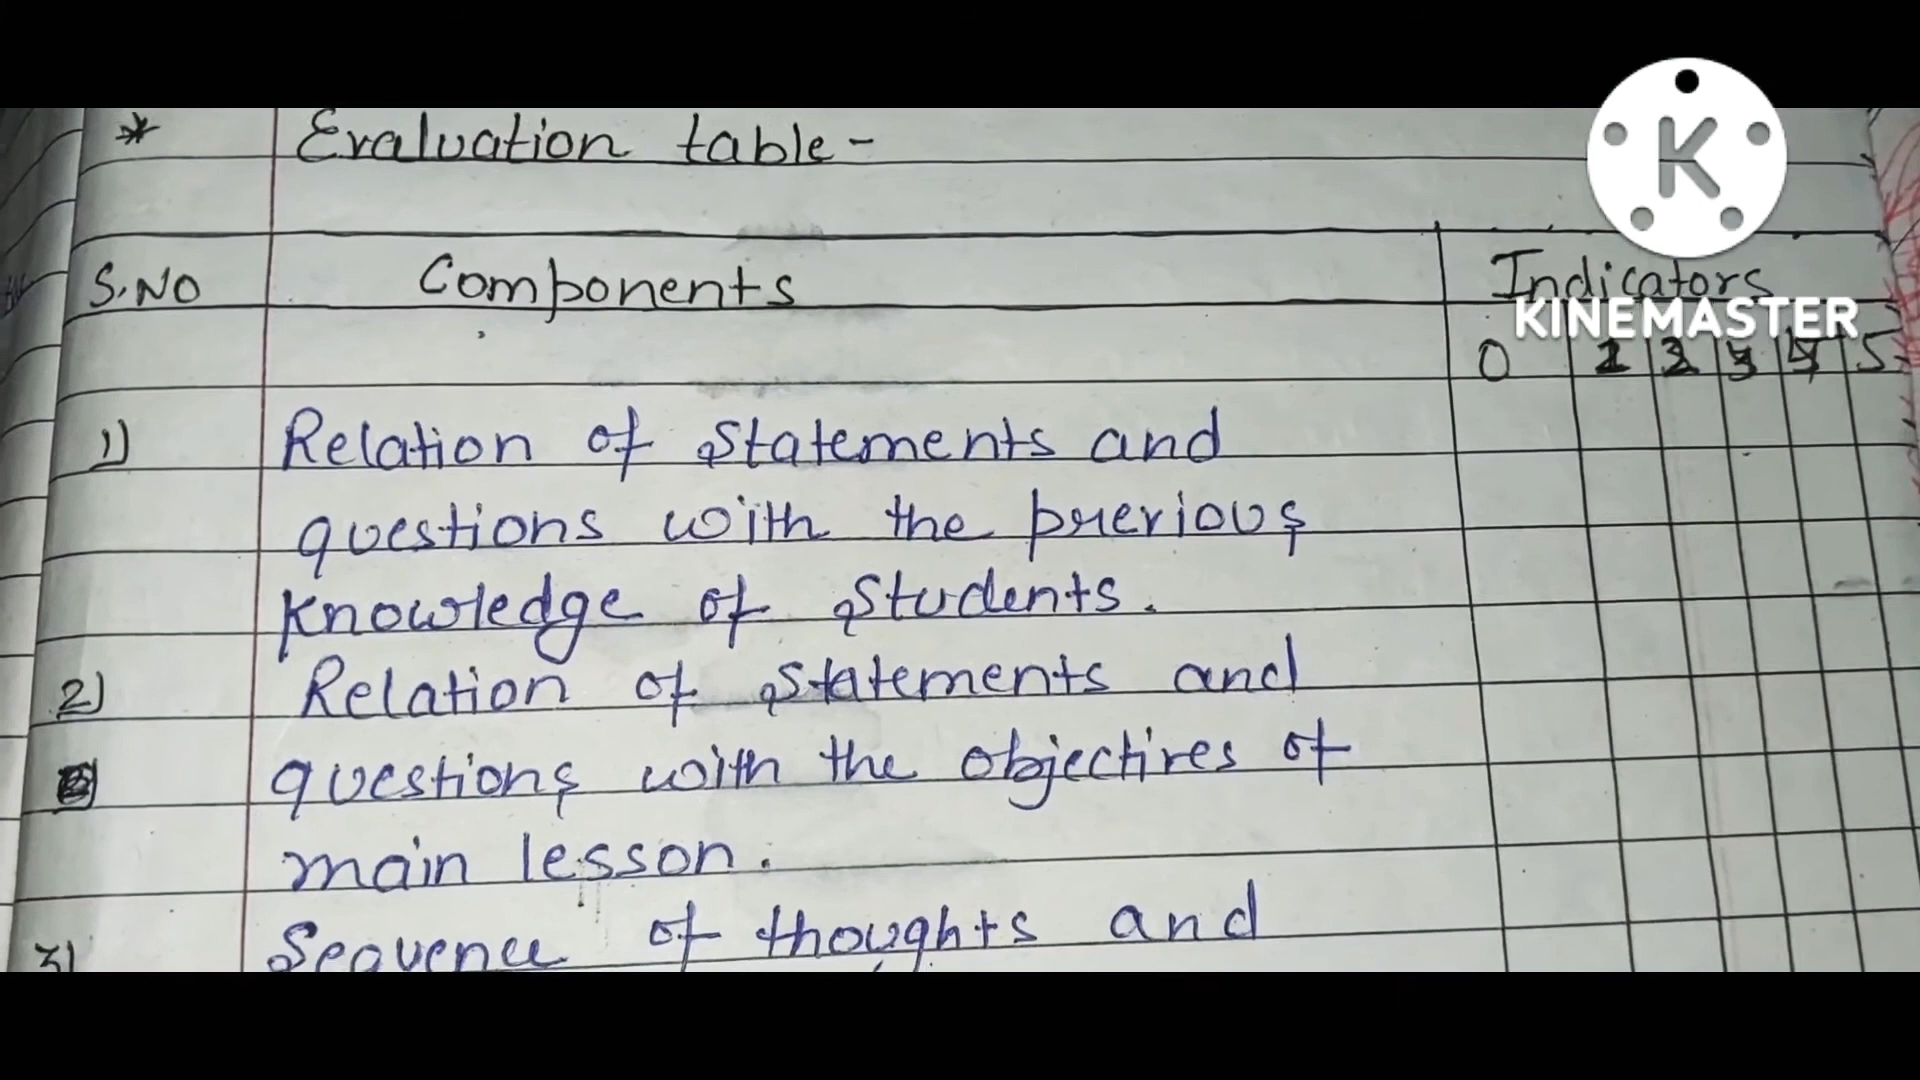 * Evaluation table-
S.NO Components Indicators
KINEMASTER
0 1 2 3 4 5
1) Relation of statements and
questions with the previous
knowledge of students.
2) Relation of statements and
questions with the objectives of
main lesson.
3) Sequence of thoughts and